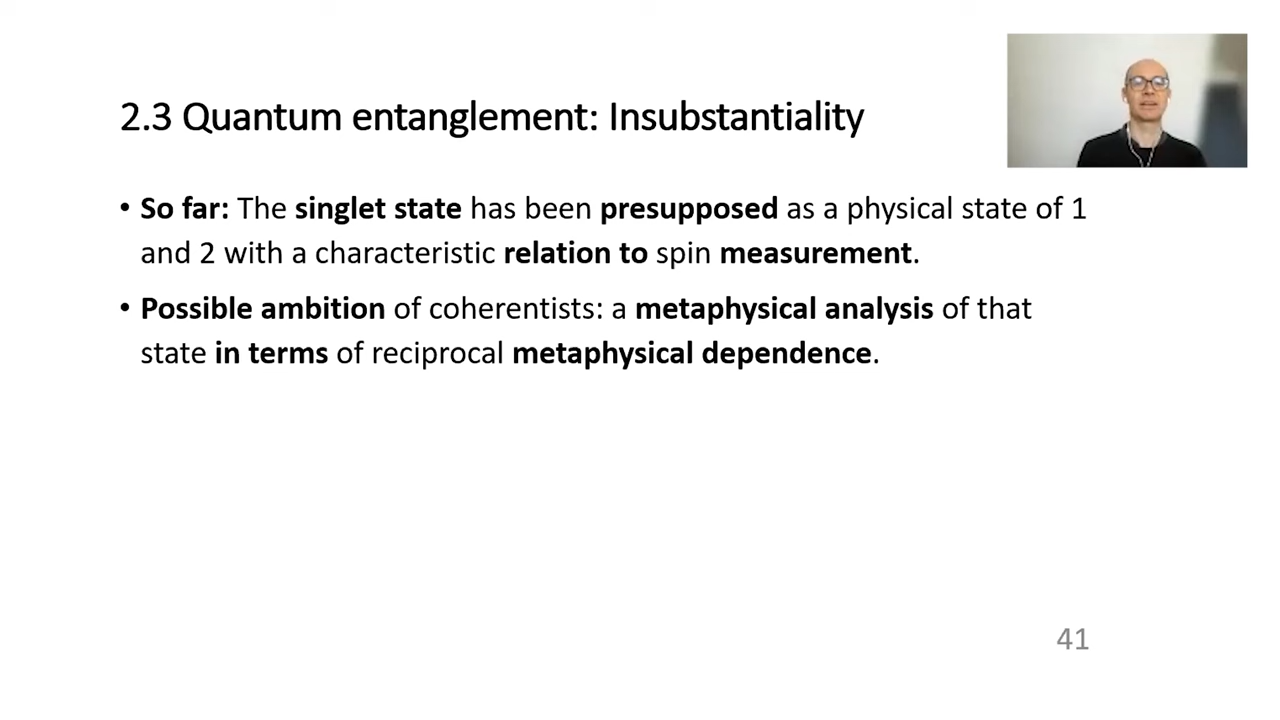 2.3 Quantum entanglement: Insubstantiality
• So far: The singlet state has been presupposed as a physical state of 1
and 2 with a characteristic relation to spin measurement.
• Possible ambition of coherentists: a metaphysical analysis of that
state in terms of reciprocal metaphysical dependence.
41